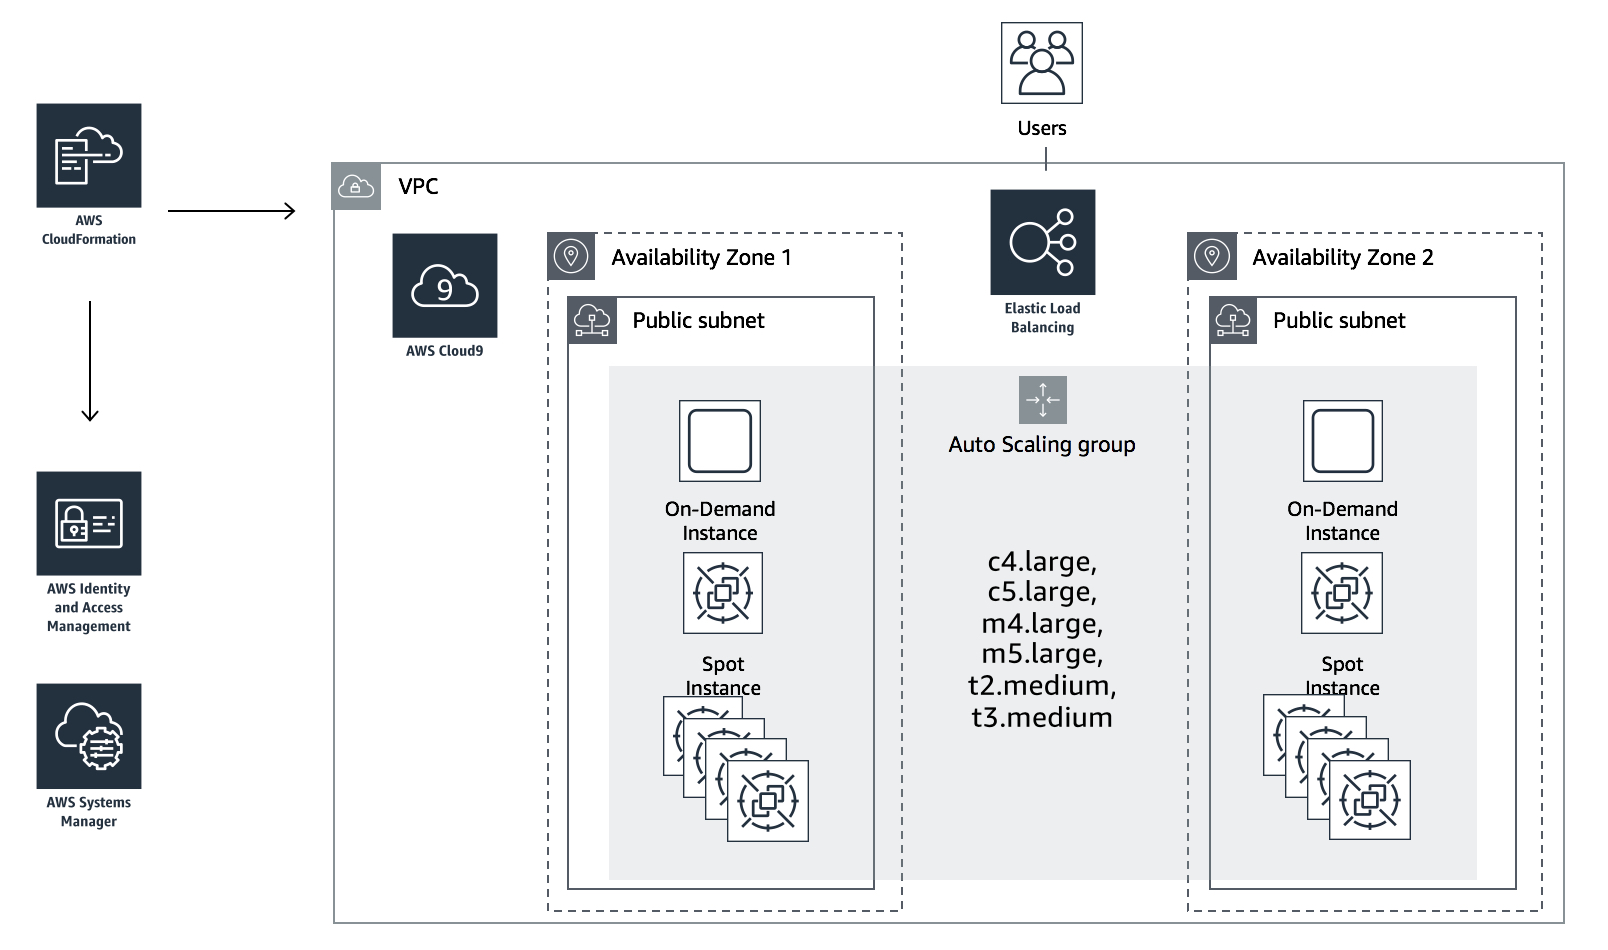 Users
AWS
CloudFormation
VPC
9
AWS Cloud9
Availability Zone 1
Public subnet
Elastic Load
Balancing
Availability Zone 2
Public subnet
Auto Scaling group
On-Demand
Instance
Spot
Instance
c4.large,
c5.large,
m4.large,
m5.large,
t2.medium,
t3.medium
On-Demand
Instance
Spot
Instance
AWS Identity
and Access
Management
AWS Systems
Manager